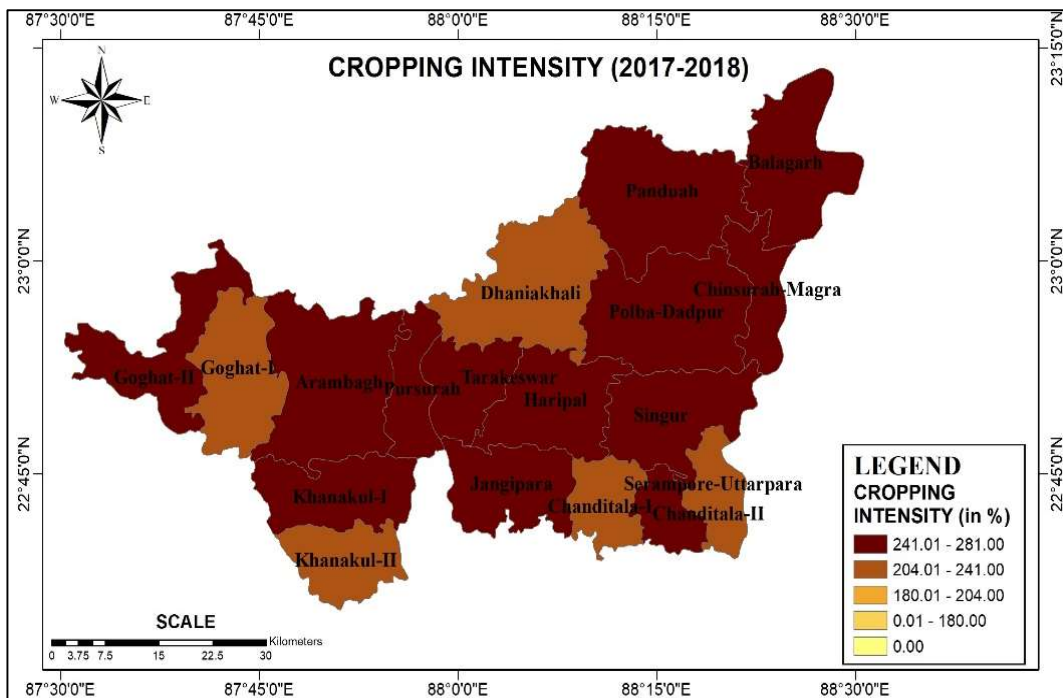 87°30'0"E 87°45'0"E 88°0'0"E 88°15'0"E 88°30'0"E
23°15'0"N
CROPPING INTENSITY (2017-2018)
N
W E
S
Balagarh
Panduah
23°0'0"N 23°0'0"N
Dhaniakhali
Chinsurah-Magra
Polba-Dadpur
Goghat-II
Goghat-I
Arambagh
Pursurah
Tarakeswar
Haripal
Singur
22°45'0"N 22°45'0"N
Khanakul-I
Jangipara
Chanditala-I
Serampore-Uttarpara
Chanditala-II
Khanakul-II
LEGEND
CROPPING
INTENSITY (in %)
241.01 - 281.00
204.01 - 241.00
180.01 - 204.00
0.01 - 180.00
0.00
SCALE
Kilometers
0 3.75 7.5 15 22.5 30
87°30'0"E 87°45'0"E 88°0'0"E 88°15'0"E 88°30'0"E